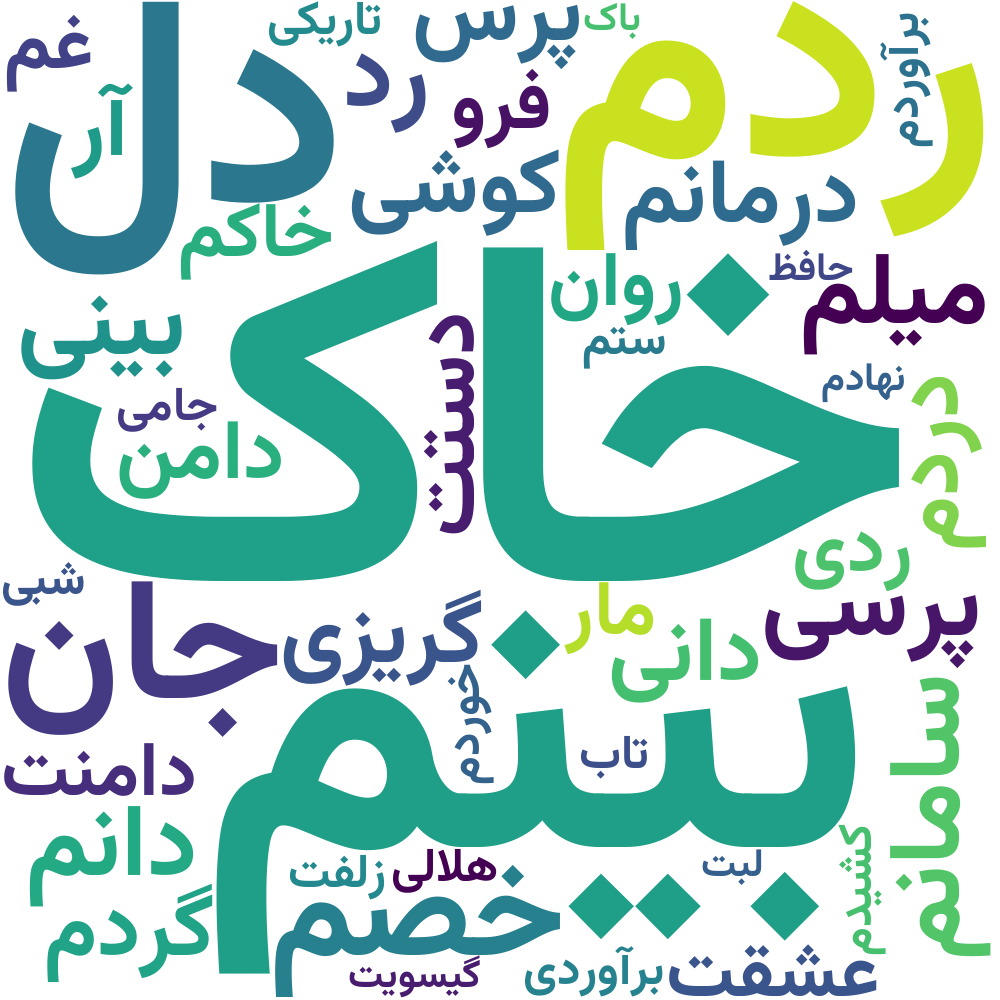 غم
تاریکی
پرس
باک
ردم
برآوردم
دل
آر
رد
فرو
کوشی
درمانم
خاکم
روان
حافظ
میلم
بینی
ستم
خاک
دستت
نهادم
دردم
جامی
دامن
ردی
شبی
جان
گریزی
مار
دانی
پرسی
بینم
خوردم
تاب
سامانم
دامنت
دانم
زلفت
هلالی
لبت
کشیدم
خصم
گردم
گیسویت
برآوردی
عشقت